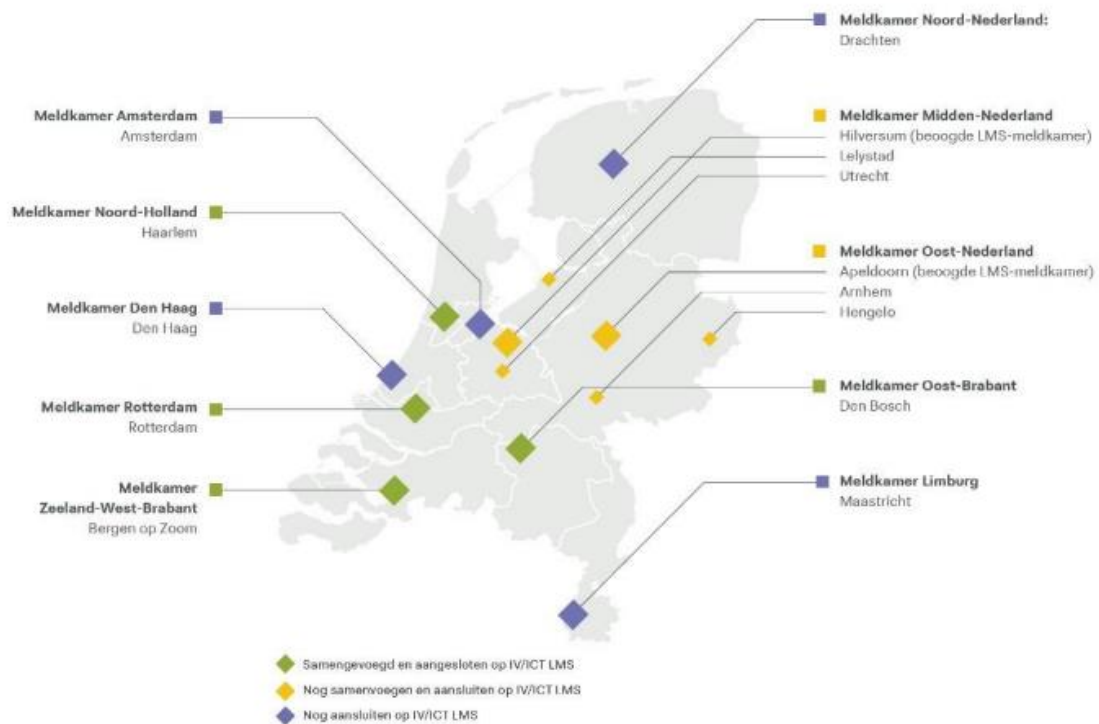 Meldkamer Noord-Nederland:
Drachten
Meldkamer Amsterdam
Amsterdam
Meldkamer Midden-Nederland
Hilversum (beoogde LMS-meldkamer)
Lelystad
Utrecht
Meldkamer Noord-Holland
Haarlem
Meldkamer Oost-Nederland
Apeldoorn (beoogde LMS-meldkamer)
Arnhem
Hengelo
Meldkamer Den Haag
Den Haag
Meldkamer Oost-Brabant
Den Bosch
Meldkamer Rotterdam
Rotterdam
Meldkamer
Zeeland-West-Brabant
Bergen op Zoom
Meldkamer Limburg
Maastricht
Samengevoegd en aangesloten op IV/ICT LMS
Nog samenvoegen en aansluiten op IV/ICT LMS
Nog aansluiten op IV/ICT LMS